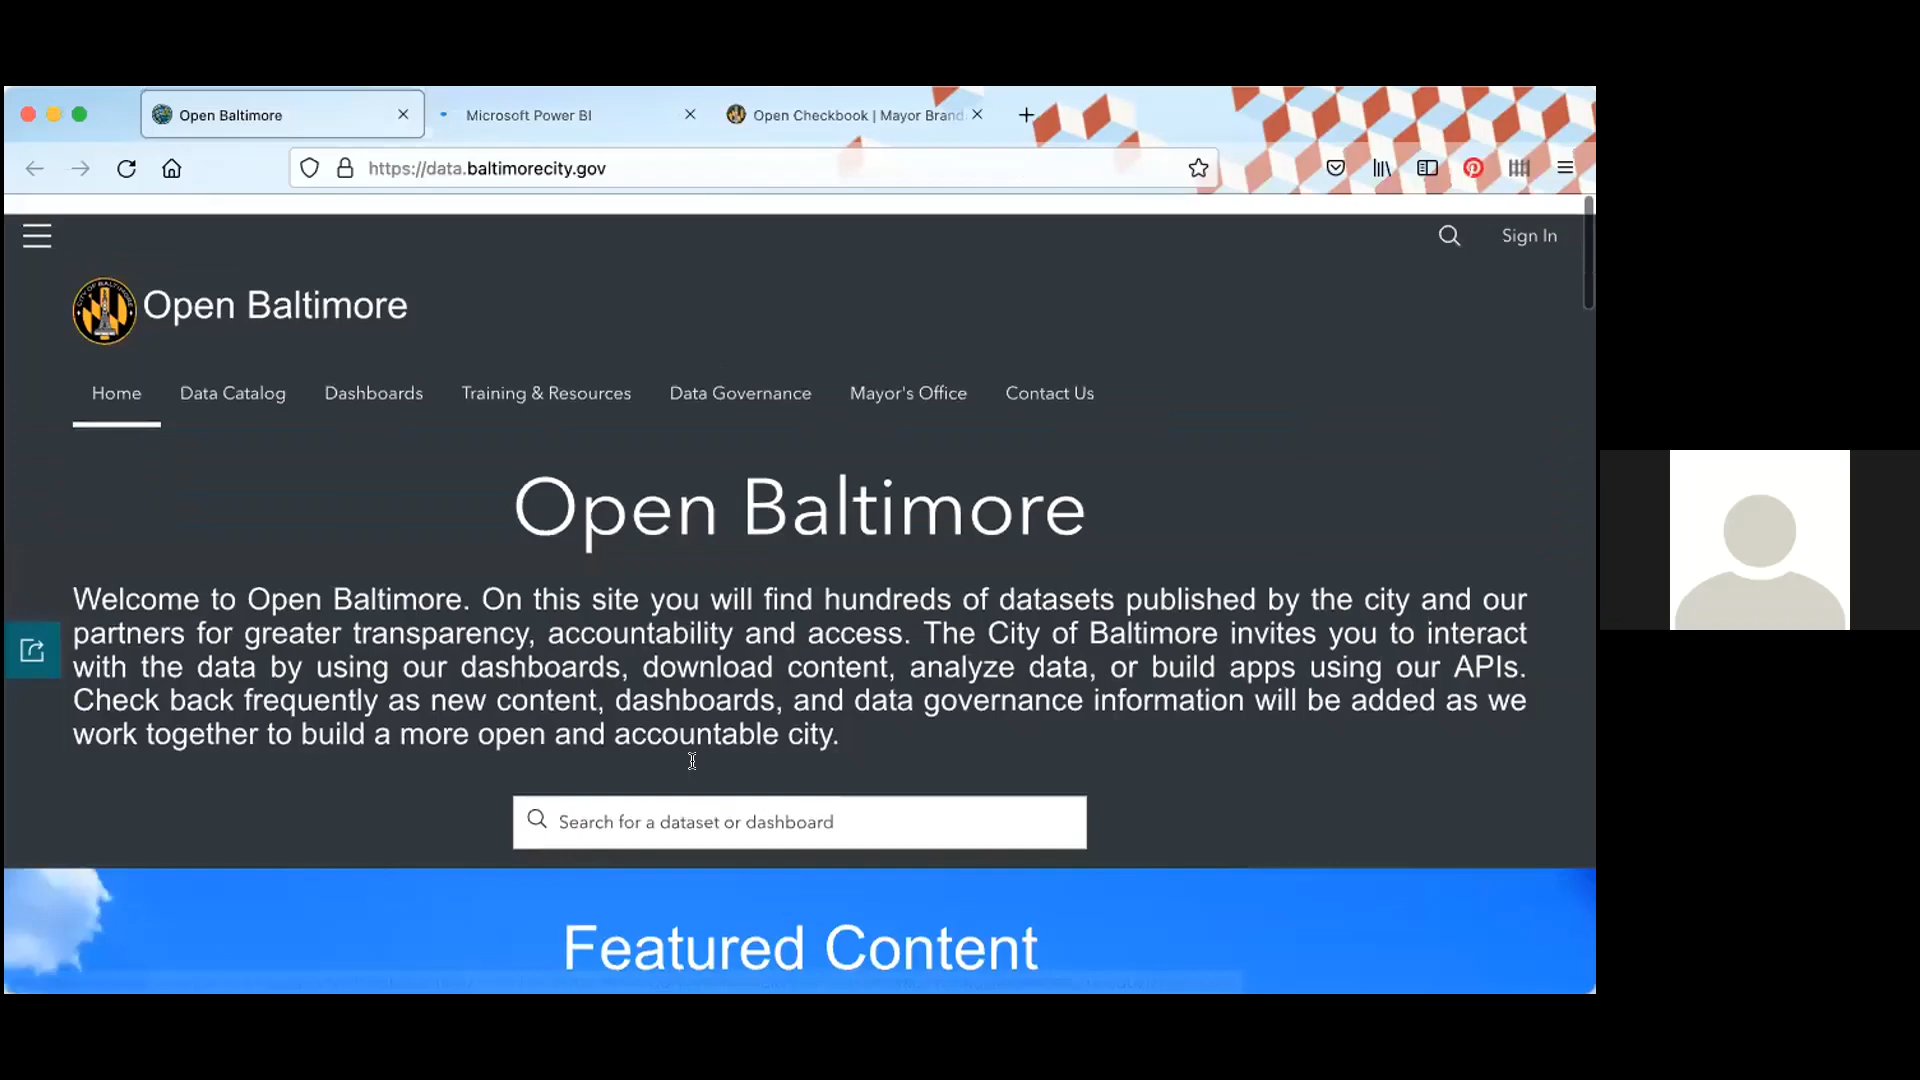 Open Baltimore
Microsoft Power BI
Open Checkbook | Mayor Brand
https://data.baltimorecity.gov
Sign In
CITY OF BALTIMORE
Open Baltimore
Home
Data Catalog
Dashboards
Training & Resources
Data Governance
Mayor's Office
Contact Us
Open Baltimore
Welcome to Open Baltimore. On this site you will find hundreds of datasets published by the city and our
partners for greater transparency, accountability and access. The City of Baltimore invites you to interact
with the data by using our dashboards, download content, analyze data, or build apps using our APIs.
Check back frequently as new content, dashboards, and data governance information will be added as we
work together to build a more open and accountable city.
Search for a dataset or dashboard
Featured Content